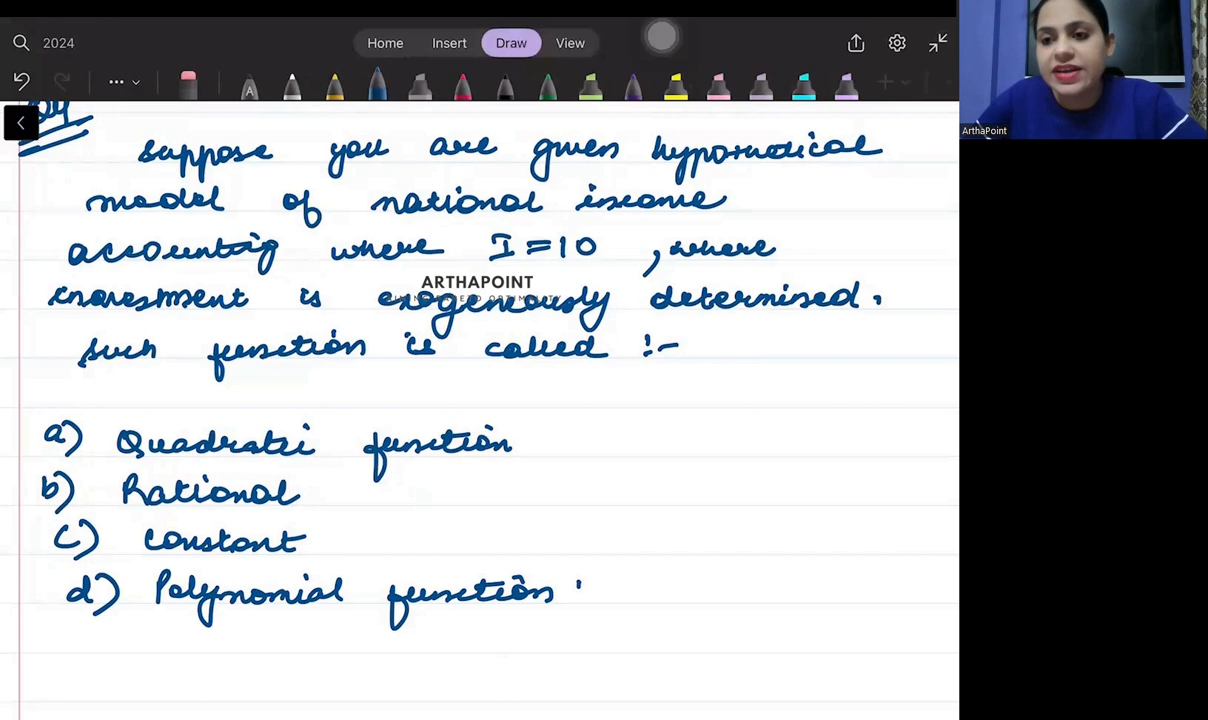 2024
Home Insert Draw View
ArthaPoint
Suppose you are given hypothetical
model of national income
accounting where I = 10 , where
ARTHAPOINT
investment is exogeneously determined.
such function is called :-
a) Quadratic function
b) Rational
c) constant
d) Polynomial function .